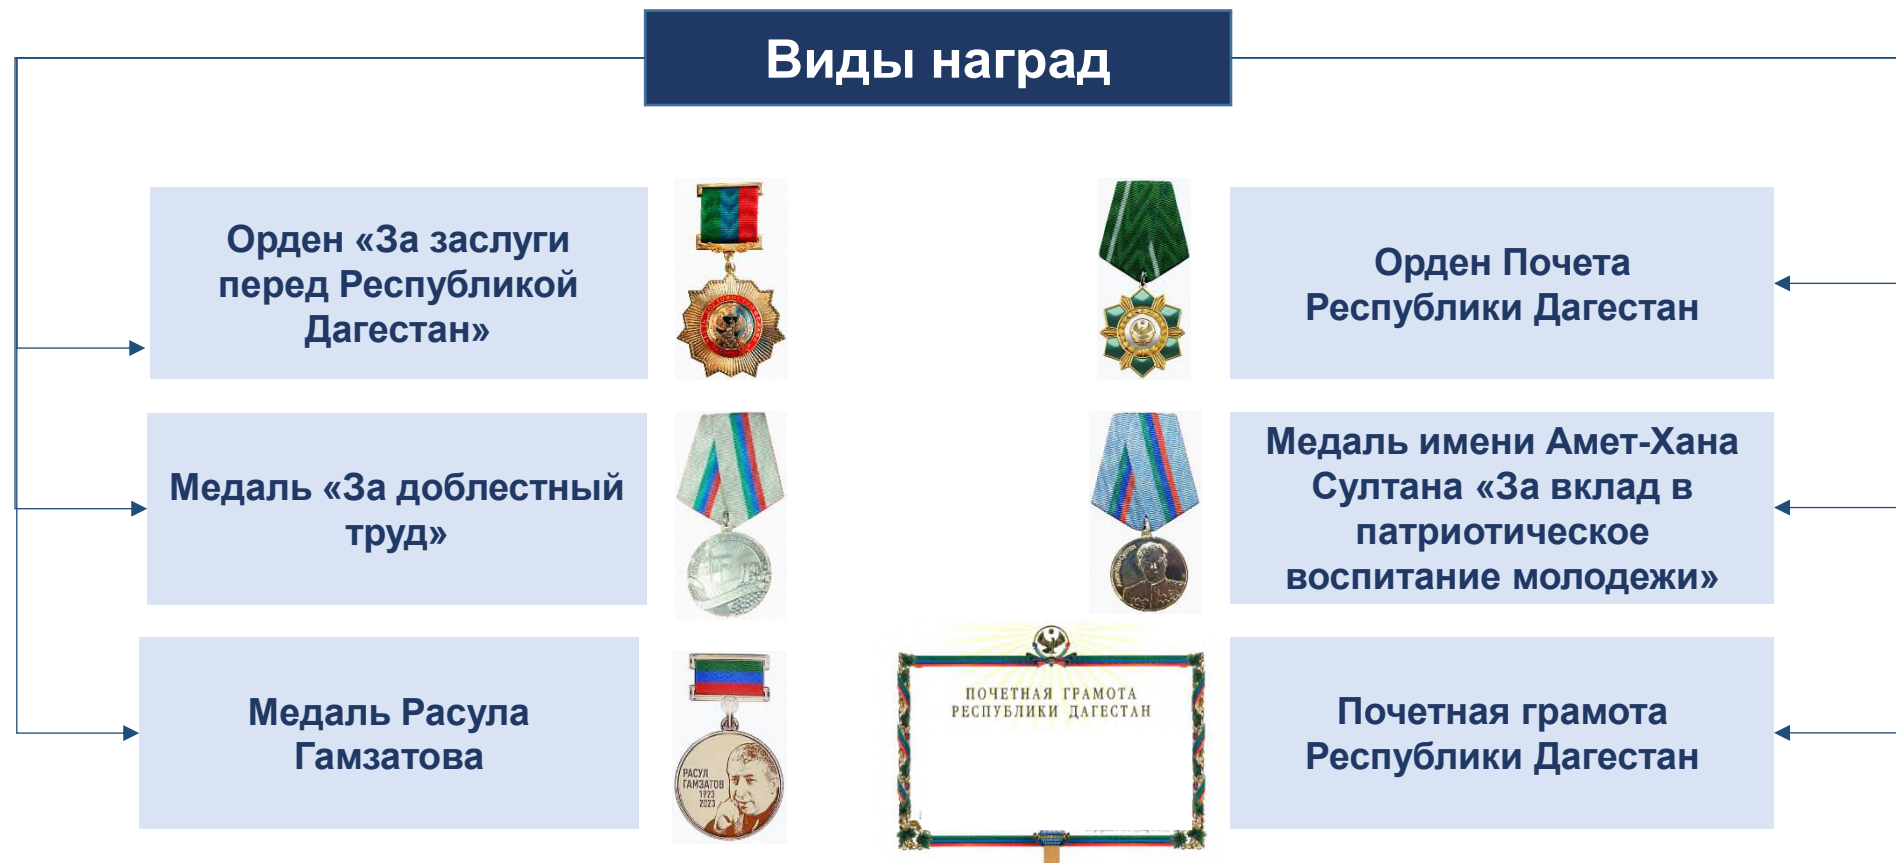 Виды наград
Орден «За заслуги
перед Республикой
Дагестан»
Орден Почета
Республики Дагестан
Медаль «За доблестный
труд»
Медаль имени Амет-Хана
Султана «За вклад в
патриотическое
воспитание молодежи»
Медаль Расула
Гамзатова
РАСУЛ
ГАМЗАТОВ
1923
2023
ПОЧЕТНАЯ ГРАМОТА
РЕСПУБЛИКИ ДАГЕСТАН
Почетная грамота
Республики Дагестан